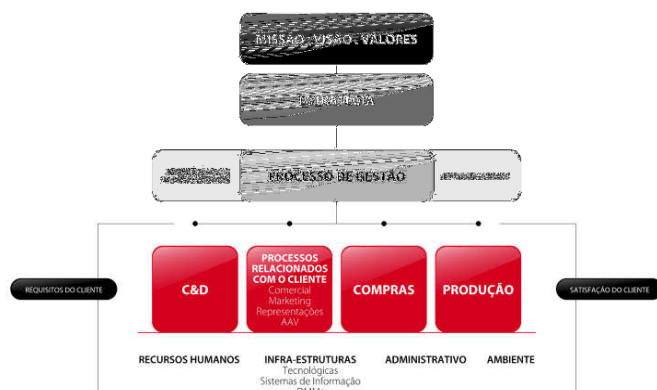 MISSÃO . VISÃO . VALORES
PROCESSO DE GESTÃO
REQUISITOS DO CLIENTE
C&D
PROCESSOS
RELACIONADOS
COM O CLIENTE
Comercial
Marketing
Representações
AAV
COMPRAS
PRODUÇÃO
SATISFAÇÃO DO CLIENTE
RECURSOS HUMANOS
INFRA-ESTRUTURAS
Tecnológicas
Sistemas de Informação
ADMINISTRATIVO
AMBIENTE